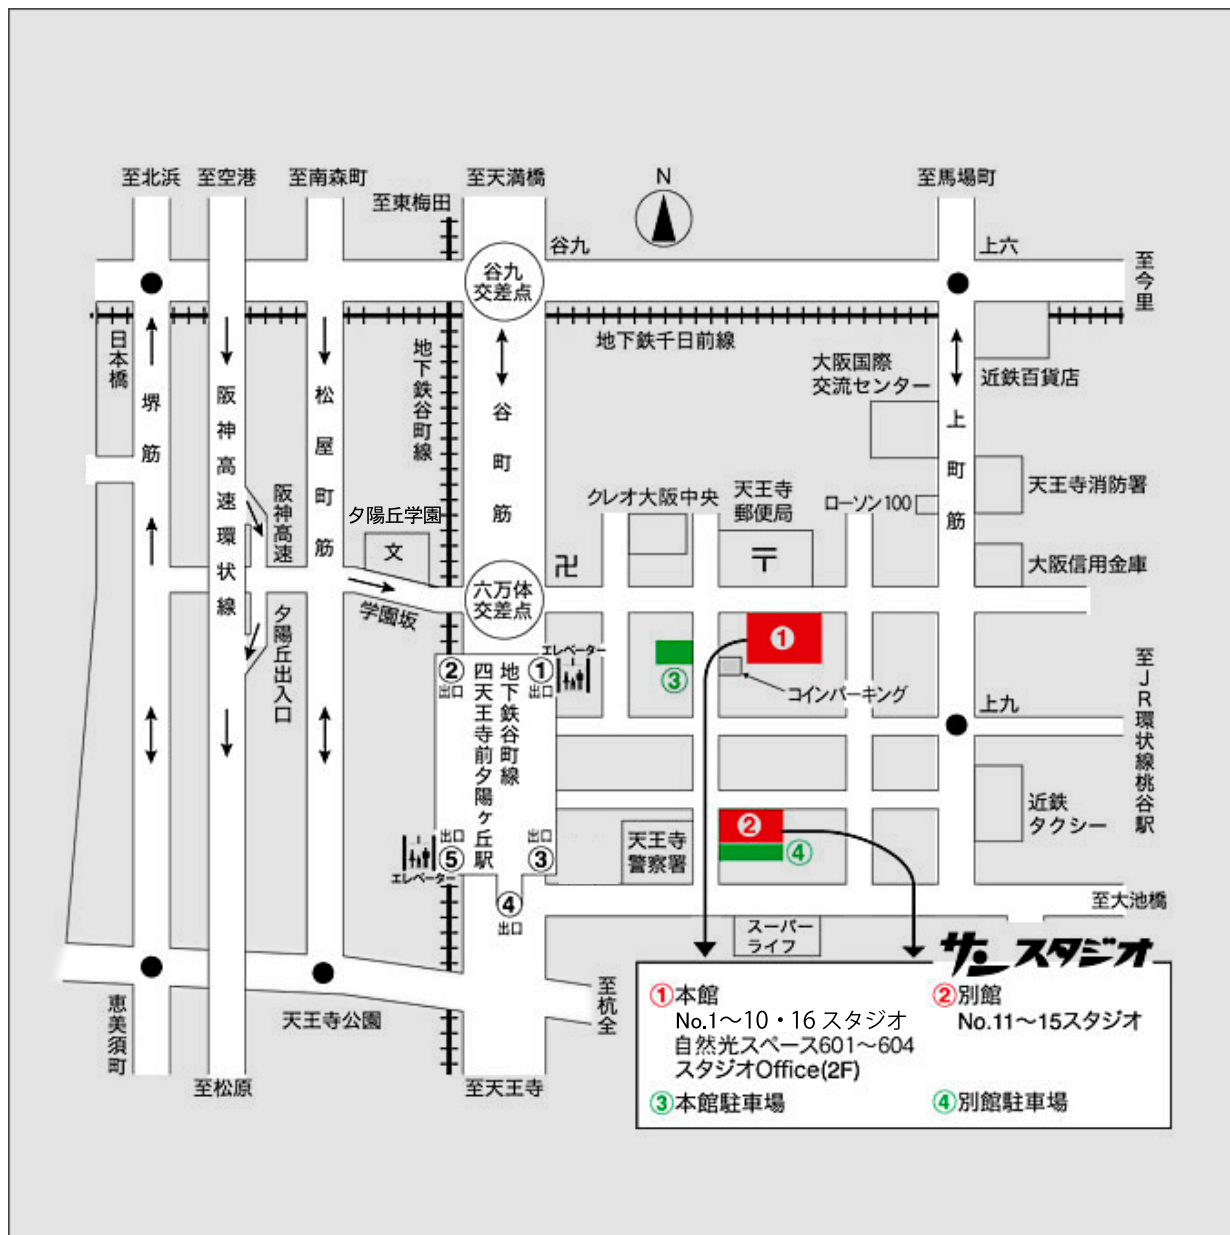 至北浜
至空港
至南森町
至東梅田
至天満橋
N
至馬場町
谷九
上六
至今里
谷九
交差点
日本橋
地下鉄千日前線
地下鉄谷町線
大阪国際
交流センター
近鉄百貨店
堺筋
阪神高速環状線
松屋町筋
谷町筋
上町筋
阪神高速
夕陽丘学園
文
クレオ大阪中央
天王寺
郵便局
〒
ローソン100
天王寺消防署
大阪信用金庫
卍
六万体
交差点
学園坂
夕陽丘出入口
①
エレベーター
②
出口
①
出口
地下鉄谷町線
四天王寺前夕陽ヶ丘駅
③
コインパーキング
上九
至JR環状線桃谷駅
出口
⑤
エレベーター
出口
③
④
出口
天王寺
警察署
②
④
近鉄
タクシー
至大池橋
スーパー
ライフ
サンスタジオ
恵美須町
天王寺公園
至杭全
至松原
至天王寺
①本館
No.1〜10・16 スタジオ
自然光スペース601〜604
スタジオOffice(2F)
②別館
No.11〜15スタジオ
③本館駐車場
④別館駐車場